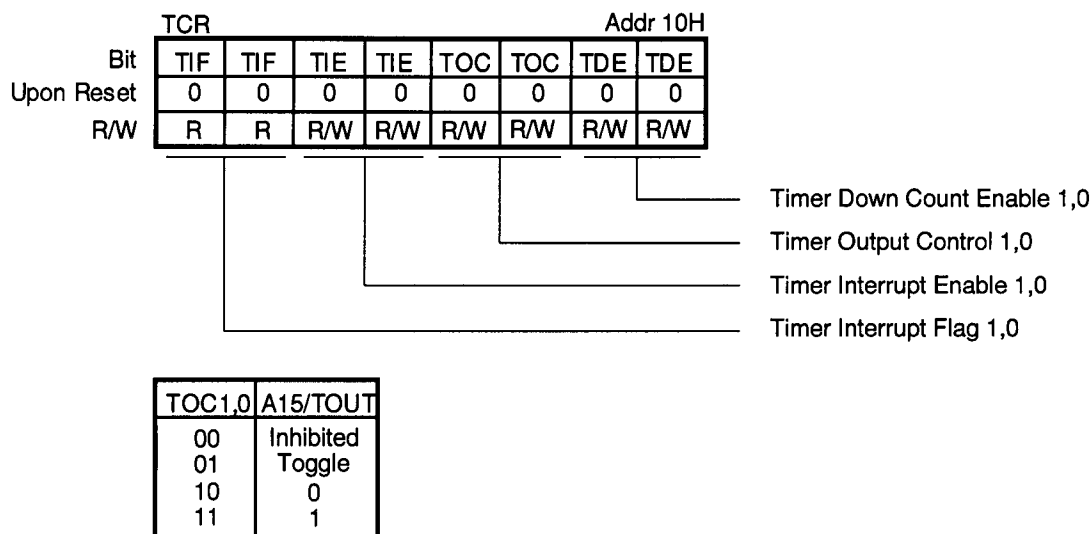 TCR Addr 10H
Bit TIF TIF TIE TIE TOC TOC TDE TDE
Upon Reset 0 0 0 0 0 0 0 0
R/W R R R/W R/W R/W R/W R/W R/W
Timer Down Count Enable 1,0
Timer Output Control 1,0
Timer Interrupt Enable 1,0
Timer Interrupt Flag 1,0
TOC1,0 A15/TOUT
00 Inhibited
01 Toggle
10 0
11 1